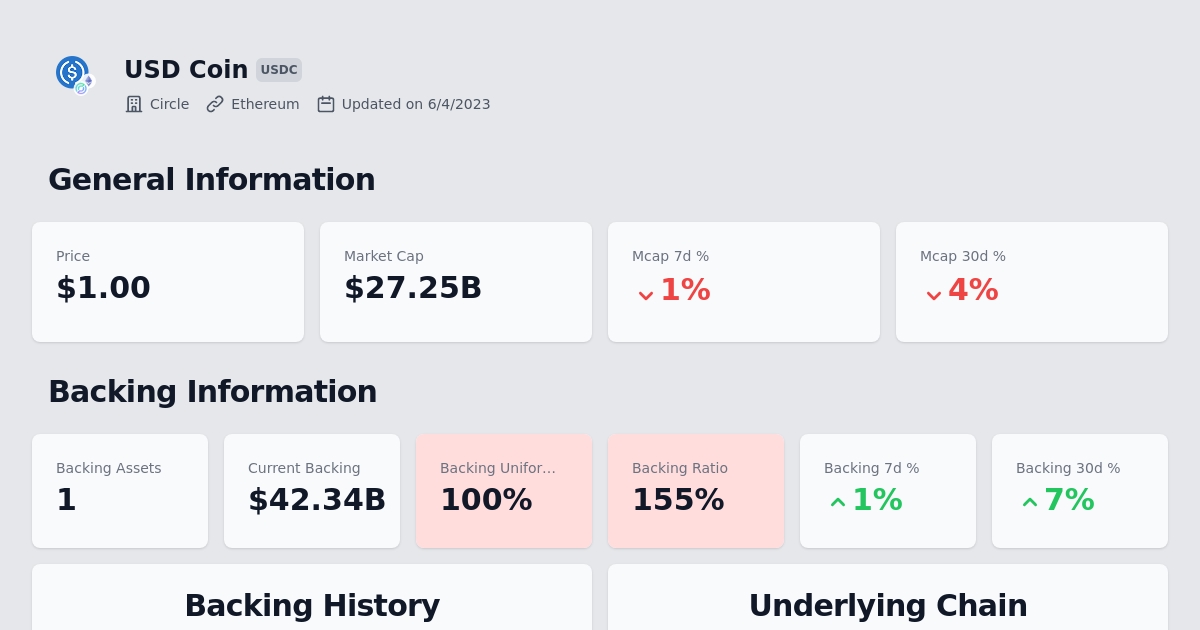 USD Coin USDC
Circle Ethereum Updated on 6/4/2023
General Information
Price Market Cap Mcap 7d % Mcap 30d %
$1.00 $27.25B 1% 4%
Backing Information
Backing Assets Current Backing Backing Unifor... Backing Ratio Backing 7d % Backing 30d %
1 $42.34B 100% 155% 1% 7%
Backing History Underlying Chain